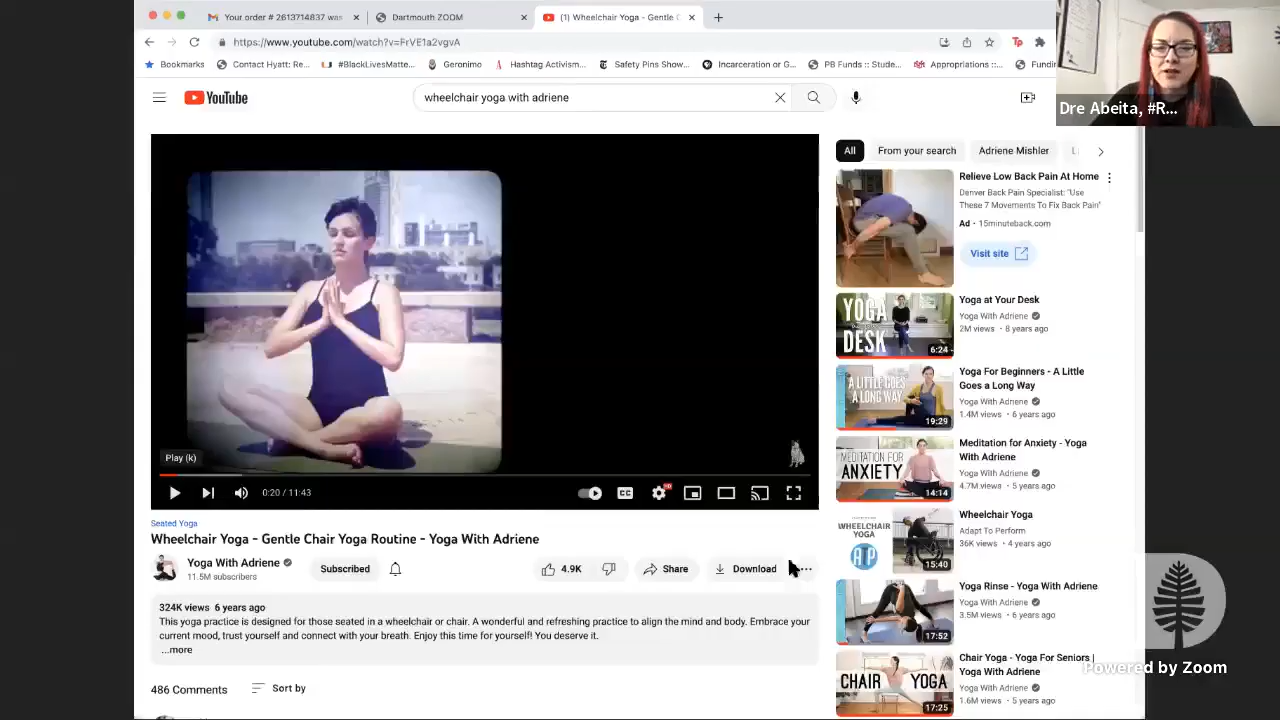 Your order # 2613714837 was
Dartmouth ZOOM
(1) Wheelchair Yoga - Gentle C
https://www.youtube.com/watch?v=FrVE1a2vgvA
Bookmarks
Contact Hyatt: Re...
#BlackLivesMatte...
Geronimo...
Hashtag Activism...
Safety Pins Show...
Incarceration or G...
PB Funds :: Stude...
Appropriations ::...
Fundin
Dre Abeita, #R...
YouTube
wheelchair yoga with adriene
All
From your search
Adriene Mishler
Play (k)
0:20 / 11:43
CC
HD
Seated Yoga
Wheelchair Yoga - Gentle Chair Yoga Routine - Yoga With Adriene
Yoga With Adriene
11.5M subscribers
Subscribed
4.9K
Share
Download
324K views 6 years ago
This yoga practice is designed for those seated in a wheelchair or chair. A wonderful and refreshing practice to align the mind and body. Embrace your
current mood, trust yourself and connect with your breath. Enjoy this time for yourself! You deserve it.
...more
486 Comments
Sort by
Relieve Low Back Pain At Home
Denver Back Pain Specialist: "Use
These 7 Movements To Fix Back Pain"
Ad · 15minuteback.com
Visit site
YOGA
DESK
6:24
Yoga at Your Desk
Yoga With Adriene
2M views · 8 years ago
A LITTLE GOES
A LONG WAY
19:29
Yoga For Beginners - A Little
Goes a Long Way
Yoga With Adriene
1.4M views · 6 years ago
MEDITATION FOR
ANXIETY
14:14
Meditation for Anxiety - Yoga
With Adriene
Yoga With Adriene
4.7M views · 5 years ago
WHEELCHAIR
YOGA
15:40
Wheelchair Yoga
Adapt To Perform
36K views · 4 years ago
17:52
Yoga Rinse - Yoga With Adriene
Yoga With Adriene
3.5M views · 6 years ago
CHAIR YOGA
17:25
Chair Yoga - Yoga For Seniors |
Yoga With Adriene
Yoga With Adriene
1.6M views · 5 years ago
Powered by Zoom